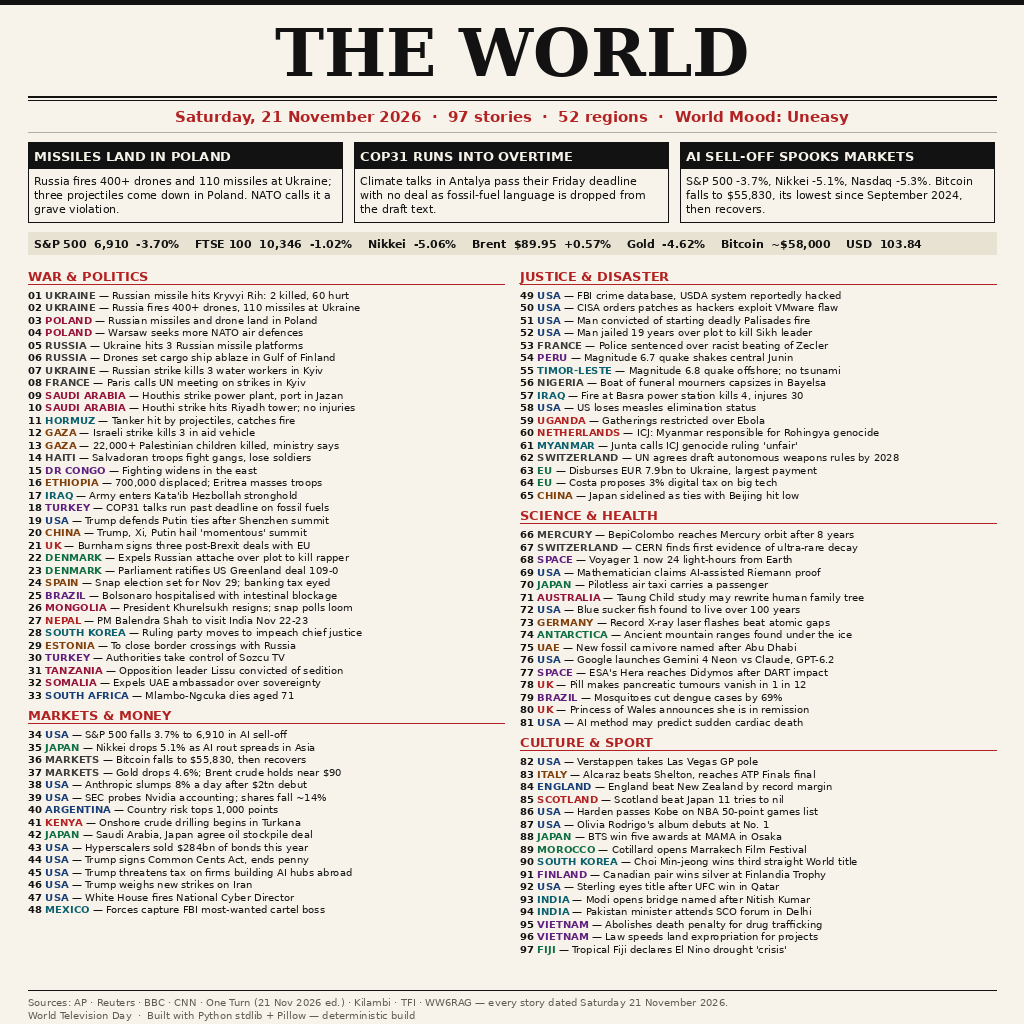 THE WORLD
Saturday, 21 November 2026 · 97 stories · 52 regions · World Mood: Uneasy
MISSILES LAND IN POLAND
Russia fires 400+ drones and 110 missiles at Ukraine;
three projectiles come down in Poland. NATO calls it a
grave violation.
COP31 RUNS INTO OVERTIME
Climate talks in Antalya pass their Friday deadline
with no deal as fossil-fuel language is dropped from
the draft text.
AI SELL-OFF SPOOKS MARKETS
S&P 500 -3.7%, Nikkei -5.1%, Nasdaq -5.3%. Bitcoin
falls to $55,830, its lowest since September 2024,
then recovers.
S&P 500 6,910 -3.70% FTSE 100 10,346 -1.02% Nikkei -5.06% Brent $89.95 +0.57% Gold -4.62% Bitcoin ~$58,000 USD 103.84
WAR & POLITICS
01 UKRAINE — Russian missile hits Kryvyi Rih: 2 killed, 60 hurt
02 UKRAINE — Russia fires 400+ drones, 110 missiles at Ukraine
03 POLAND — Russian missiles and drone land in Poland
04 POLAND — Warsaw seeks more NATO air defences
05 RUSSIA — Ukraine hits 3 Russian missile platforms
06 RUSSIA — Drones set cargo ship ablaze in Gulf of Finland
07 UKRAINE — Russian strike kills 3 water workers in Kyiv
08 FRANCE — Paris calls UN meeting on strikes in Kyiv
09 SAUDI ARABIA — Houthis strike power plant, port in Jazan
10 SAUDI ARABIA — Houthi strike hits Riyadh tower; no injuries
11 HORMUZ — Tanker hit by projectiles, catches fire
12 GAZA — Israeli strike kills 3 in aid vehicle
13 GAZA — 22,000+ Palestinian children killed, ministry says
14 HAITI — Salvadoran troops fight gangs, lose soldiers
15 DR CONGO — Fighting widens in the east
16 ETHIOPIA — 700,000 displaced; Eritrea masses troops
17 IRAQ — Army enters Kata'ib Hezbollah stronghold
18 TURKEY — COP31 talks run past deadline on fossil fuels
19 USA — Trump defends Putin ties after Shenzhen summit
20 CHINA — Trump, Xi, Putin hail 'momentous' summit
21 UK — Burnham signs three post-Brexit deals with EU
22 DENMARK — Expels Russian attache over plot to kill rapper
23 DENMARK — Parliament ratifies US Greenland deal 109-0
24 SPAIN — Snap election set for Nov 29; banking tax eyed
25 BRAZIL — Bolsonaro hospitalised with intestinal blockage
26 MONGOLIA — President Khurelsukh resigns; snap polls loom
27 NEPAL — PM Balendra Shah to visit India Nov 22-23
28 SOUTH KOREA — Ruling party moves to impeach chief justice
29 ESTONIA — To close border crossings with Russia
30 TURKEY — Authorities take control of Sozcu TV
31 TANZANIA — Opposition leader Lissu convicted of sedition
32 SOMALIA — Expels UAE ambassador over sovereignty
33 SOUTH AFRICA — Mlambo-Ngcuka dies aged 71
MARKETS & MONEY
34 USA — S&P 500 falls 3.7% to 6,910 in AI sell-off
35 JAPAN — Nikkei drops 5.1% as AI rout spreads in Asia
36 MARKETS — Bitcoin falls to $55,830, then recovers
37 MARKETS — Gold drops 4.6%; Brent crude holds near $90
38 USA — Anthropic slumps 8% a day after $2tn debut
39 USA — SEC probes Nvidia accounting; shares fall ~14%
40 ARGENTINA — Country risk tops 1,000 points
41 KENYA — Onshore crude drilling begins in Turkana
42 JAPAN — Saudi Arabia, Japan agree oil stockpile deal
43 USA — Hyperscalers sold $284bn of bonds this year
44 USA — Trump signs Common Cents Act, ends penny
45 USA — Trump threatens tax on firms building AI hubs abroad
46 USA — Trump weighs new strikes on Iran
47 USA — White House fires National Cyber Director
48 MEXICO — Forces capture FBI most-wanted cartel boss
JUSTICE & DISASTER
49 USA — FBI crime database, USDA system reportedly hacked
50 USA — CISA orders patches as hackers exploit VMware flaw
51 USA — Man convicted of starting deadly Palisades fire
52 USA — Man jailed 19 years over plot to kill Sikh leader
53 FRANCE — Police sentenced over racist beating of Zecler
54 PERU — Magnitude 6.7 quake shakes central Junin
55 TIMOR-LESTE — Magnitude 6.8 quake offshore; no tsunami
56 NIGERIA — Boat of funeral mourners capsizes in Bayelsa
57 IRAQ — Fire at Basra power station kills 4, injures 30
58 USA — US loses measles elimination status
59 UGANDA — Gatherings restricted over Ebola
60 NETHERLANDS — ICJ: Myanmar responsible for Rohingya genocide
61 MYANMAR — Junta calls ICJ genocide ruling 'unfair'
62 SWITZERLAND — UN agrees draft autonomous weapons rules by 2028
63 EU — Disburses EUR 7.9bn to Ukraine, largest payment
64 EU — Costa proposes 3% digital tax on big tech
65 CHINA — Japan sidelined as ties with Beijing hit low
SCIENCE & HEALTH
66 MERCURY — BepiColombo reaches Mercury orbit after 8 years
67 SWITZERLAND — CERN finds first evidence of ultra-rare decay
68 SPACE — Voyager 1 now 24 light-hours from Earth
69 USA — Mathematician claims AI-assisted Riemann proof
70 JAPAN — Pilotless air taxi carries a passenger
71 AUSTRALIA — Taung Child study may rewrite human family tree
72 USA — Blue sucker fish found to live over 100 years
73 GERMANY — Record X-ray laser flashes beat atomic gaps
74 ANTARCTICA — Ancient mountain ranges found under the ice
75 UAE — New fossil carnivore named after Abu Dhabi
76 USA — Google launches Gemini 4 Neon vs Claude, GPT-6.2
77 SPACE — ESA's Hera reaches Didymos after DART impact
78 UK — Pill makes pancreatic tumours vanish in 1 in 12
79 BRAZIL — Mosquitoes cut dengue cases by 69%
80 UK — Princess of Wales announces she is in remission
81 USA — AI method may predict sudden cardiac death
CULTURE & SPORT
82 USA — Verstappen takes Las Vegas GP pole
83 ITALY — Alcaraz beats Shelton, reaches ATP Finals final
84 ENGLAND — England beat New Zealand by record margin
85 SCOTLAND — Scotland beat Japan 11 tries to nil
86 USA — Harden passes Kobe on NBA 50-point games list
87 USA — Olivia Rodrigo's album debuts at No. 1
88 JAPAN — BTS win five awards at MAMA in Osaka
89 MOROCCO — Cotillard opens Marrakech Film Festival
90 SOUTH KOREA — Choi Min-jeong wins third straight World title
91 FINLAND — Canadian pair wins silver at Finlandia Trophy
92 USA — Sterling eyes title after UFC win in Qatar
93 INDIA — Modi opens bridge named after Nitish Kumar
94 INDIA — Pakistan minister attends SCO forum in Delhi
95 VIETNAM — Abolishes death penalty for drug trafficking
96 VIETNAM — Law speeds land expropriation for projects
97 FIJI — Tropical Fiji declares El Nino drought 'crisis'
Sources: AP · Reuters · BBC · CNN · One Turn (21 Nov 2026 ed.) · Kilambi · TFI · WW6RAG — every story dated Saturday 21 November 2026.
World Television Day · Built with Python stdlib + Pillow — deterministic build